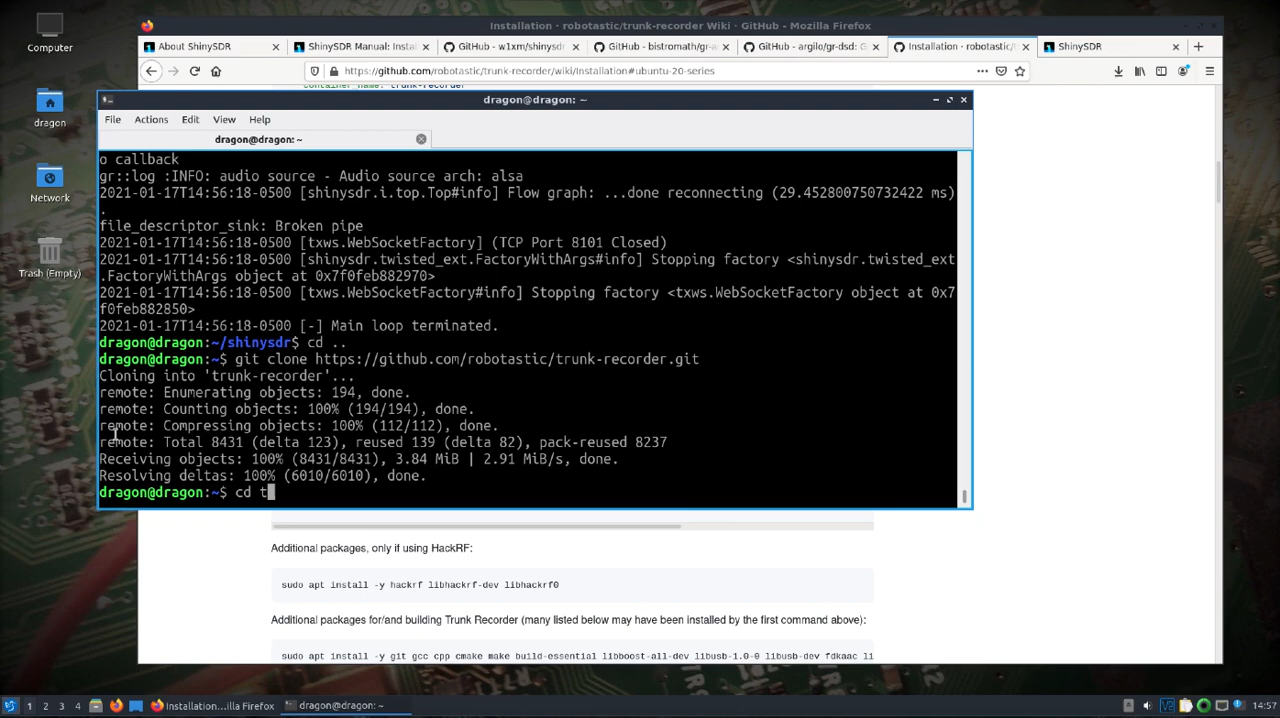 Computer
dragon
Network
Trash (Empty)
Installation · robotastic/trunk-recorder Wiki · GitHub - Mozilla Firefox
About ShinySDR
ShinySDR Manual: Insta
GitHub - w1xm/shinysdr
GitHub - bistromath/gr-a
GitHub - argilo/gr-dsd: G
Installation · robotastic/t
ShinySDR
https://github.com/robotastic/trunk-recorder/wiki/Installation#ubuntu-20-series
container_name: trunk-recorder
dragon@dragon: ~
File Actions Edit View Help
dragon@dragon: ~
o callback
gr::log :INFO: audio source - Audio source arch: alsa
2021-01-17T14:56:18-0500 [shinysdr.i.top.Top#info] Flow graph: ...done reconnecting (29.452800750732422 ms)
.
file_descriptor_sink: Broken pipe
2021-01-17T14:56:18-0500 [txws.WebSocketFactory] (TCP Port 8101 Closed)
2021-01-17T14:56:18-0500 [shinysdr.twisted_ext.FactoryWithArgs#info] Stopping factory <shinysdr.twisted_ext
.FactoryWithArgs object at 0x7f0feb882970>
2021-01-17T14:56:18-0500 [txws.WebSocketFactory#info] Stopping factory <txws.WebSocketFactory object at 0x7
f0feb882850>
2021-01-17T14:56:18-0500 [-] Main loop terminated.
dragon@dragon:~/shinysdr$ cd ..
dragon@dragon:~$ git clone https://github.com/robotastic/trunk-recorder.git
Cloning into 'trunk-recorder'...
remote: Enumerating objects: 194, done.
remote: Counting objects: 100% (194/194), done.
remote: Compressing objects: 100% (112/112), done.
remote: Total 8431 (delta 123), reused 139 (delta 82), pack-reused 8237
Receiving objects: 100% (8431/8431), 3.84 MiB | 2.91 MiB/s, done.
Resolving deltas: 100% (6010/6010), done.
dragon@dragon:~$ cd t
Additional packages, only if using HackRF:
sudo apt install -y hackrf libhackrf-dev libhackrf0
Additional packages for/and building Trunk Recorder (many listed below may have been installed by the first command above):
sudo apt install -y git gcc cpp cmake make build-essential libboost-all-dev libusb-1.0-0 libusb-dev fdkaac li
1 2 3 4
Installation...illa Firefox
dragon@dragon: ~
14:57